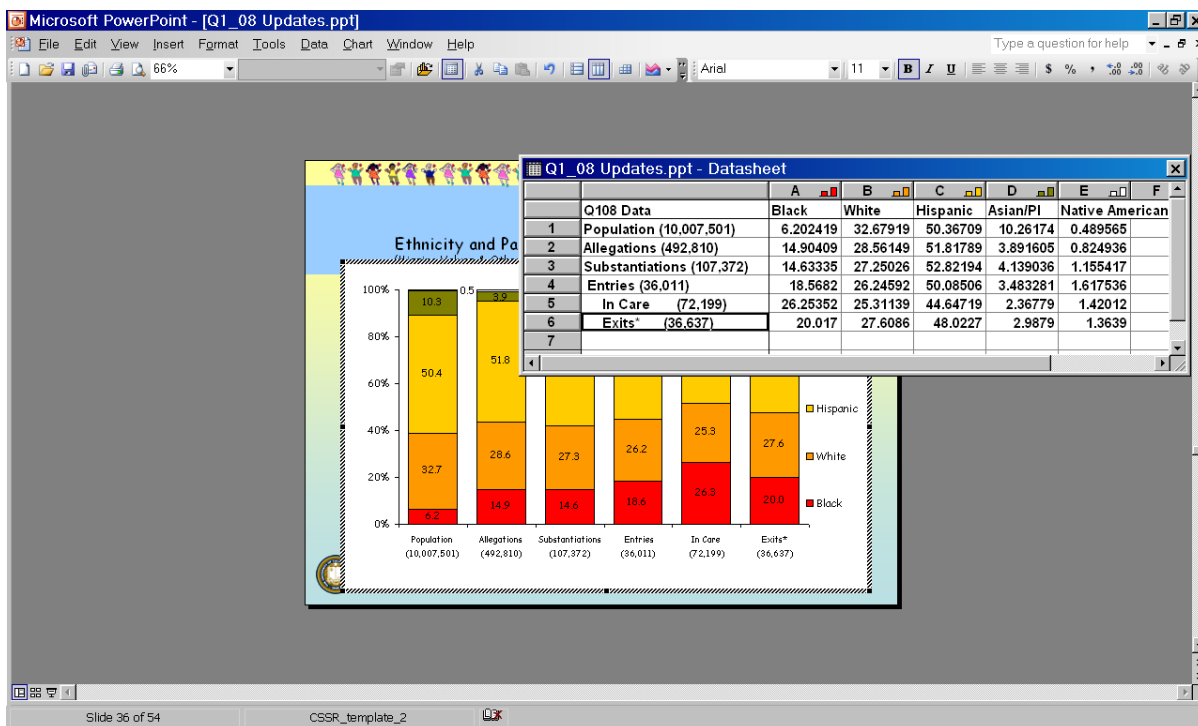 Microsoft PowerPoint - [Q1_08 Updates.ppt]
File Edit View Insert Format Tools Data Chart Window Help
Type a question for help
66%
Arial
11
B I U
$ % ,
Q1_08 Updates.ppt - Datasheet
A B C D E F
Q108 Data Black White Hispanic Asian/PI Native American
1 Population (10,007,501) 6.202419 32.67919 50.36709 10.26174 0.489565
2 Allegations (492,810) 14.90409 28.56149 51.81789 3.891605 0.824936
3 Substantiations (107,372) 14.63335 27.25026 52.82194 4.139036 1.155417
4 Entries (36,011) 18.5682 26.24592 50.08506 3.483281 1.617536
5 In Care (72,199) 26.25352 25.31139 44.64719 2.36779 1.42012
6 Exits* (36,637) 20.017 27.6086 48.0227 2.9879 1.3639
7
Ethnicity and Pa
100%
80%
60%
40%
20%
0%
0.5
10.3
3.9
50.4
51.8
32.7
28.6
27.3
26.2
25.3
27.6
6.2
14.9
14.6
18.6
26.3
20.0
Hispanic
White
Black
Population Allegations Substantiations Entries In Care Exits*
(10,007,501) (492,810) (107,372) (36,011) (72,199) (36,637)
Slide 36 of 54
CSSR_template_2